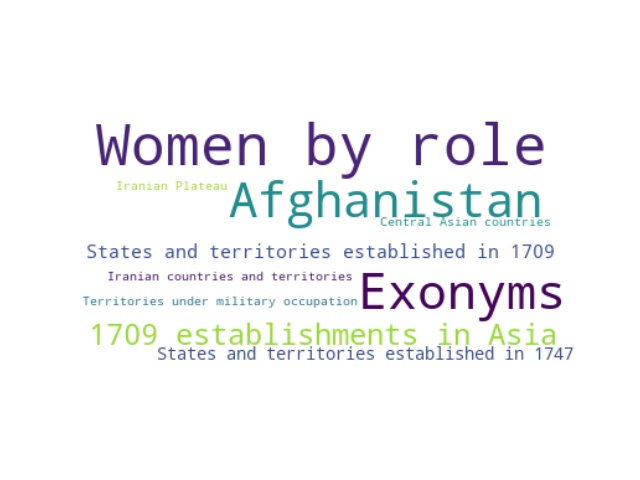 Women by role
Iranian Plateau
Afghanistan
Central Asian countries
States and territories established in 1709
Iranian countries and territories
Exonyms
Territories under military occupation
1709 establishments in Asia
States and territories established in 1747